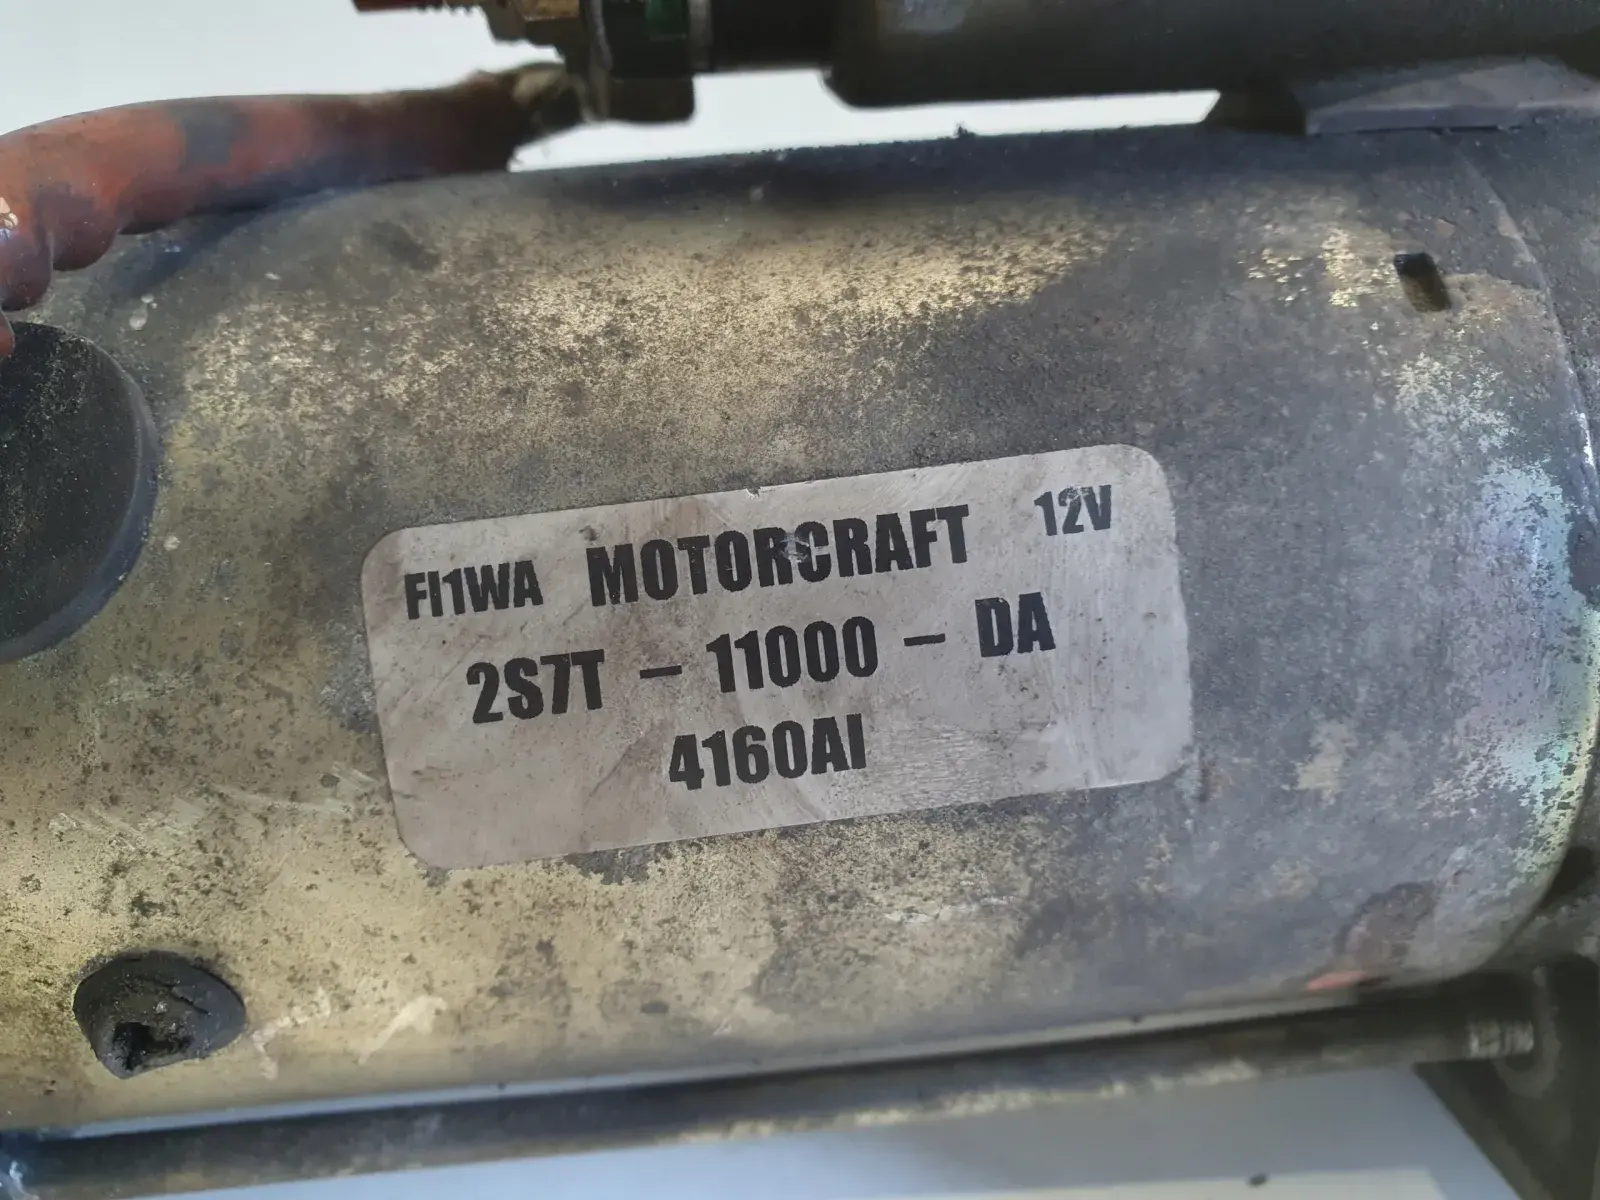 FI1WA MOTORCRAFT 12V
2S7T - 11000 - DA
4160AI